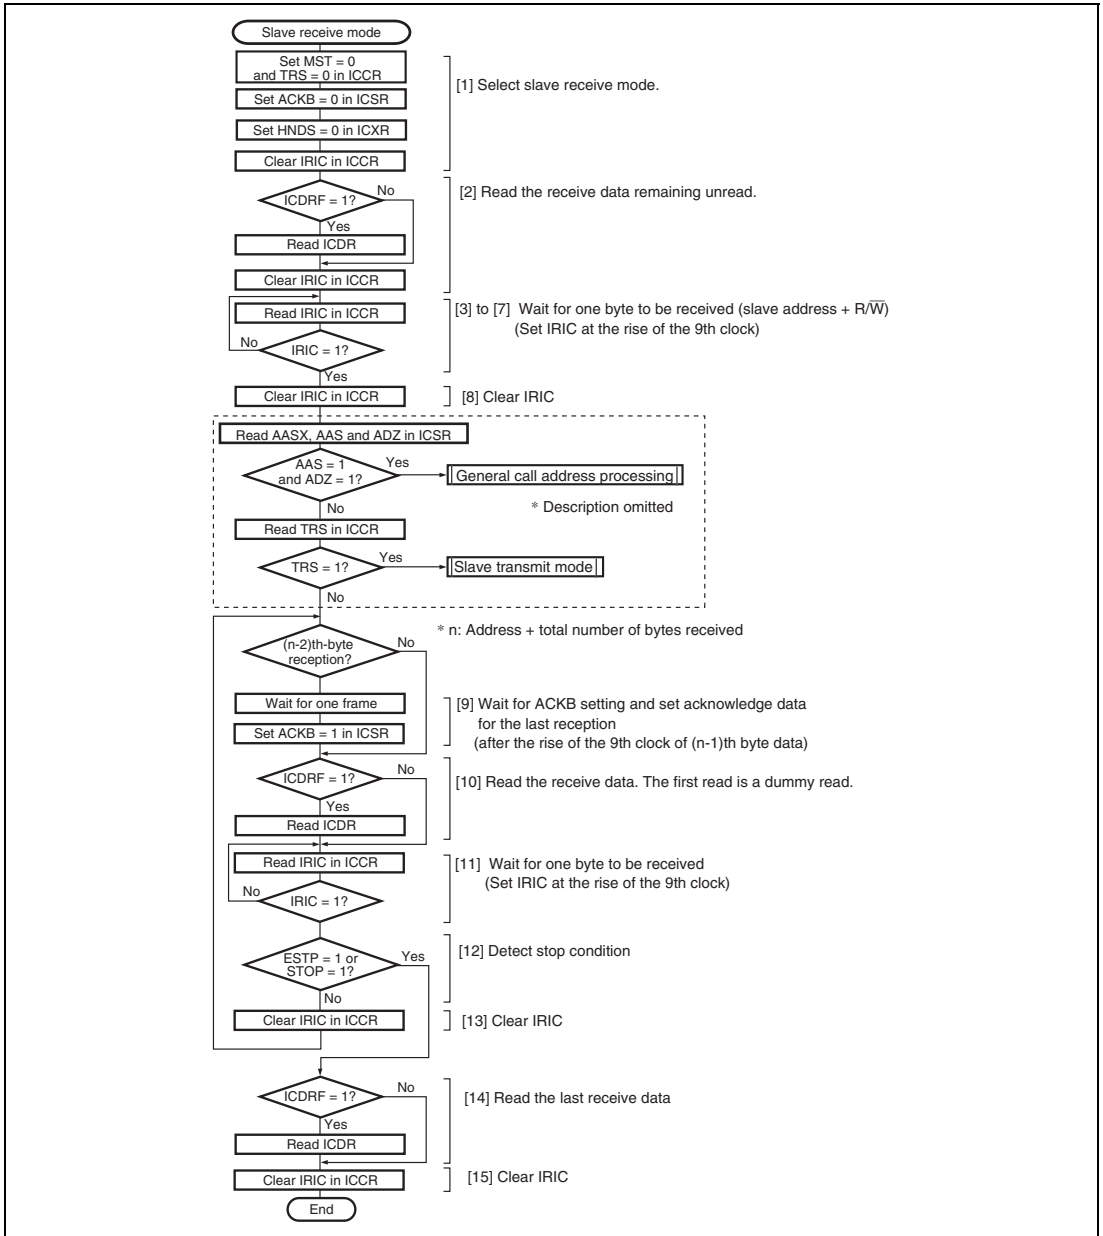 Slave receive mode
Set MST = 0
and TRS = 0 in ICCR
[1] Select slave receive mode.
Set ACKB = 0 in ICSR
Set HNDS = 0 in ICXR
Clear IRIC in ICCR
ICDRF = 1?
No
[2] Read the receive data remaining unread.
Yes
Read ICDR
Clear IRIC in ICCR
Read IRIC in ICCR
[3] to [7] Wait for one byte to be received (slave address + R/W̅)
(Set IRIC at the rise of the 9th clock)
No
IRIC = 1?
Yes
Clear IRIC in ICCR
[8] Clear IRIC
Read AASX, AAS and ADZ in ICSR
AAS = 1
and ADZ = 1?
Yes
General call address processing
No
* Description omitted
Read TRS in ICCR
TRS = 1?
Yes
Slave transmit mode
No
* n: Address + total number of bytes received
(n-2)th-byte
reception?
No
Wait for one frame
[9] Wait for ACKB setting and set acknowledge data
for the last reception
(after the rise of the 9th clock of (n-1)th byte data)
Set ACKB = 1 in ICSR
ICDRF = 1?
No
[10] Read the receive data. The first read is a dummy read.
Yes
Read ICDR
Read IRIC in ICCR
[11] Wait for one byte to be received
(Set IRIC at the rise of the 9th clock)
No
IRIC = 1?
ESTP = 1 or
STOP = 1?
Yes
[12] Detect stop condition
No
Clear IRIC in ICCR
[13] Clear IRIC
ICDRF = 1?
No
[14] Read the last receive data
Yes
Read ICDR
Clear IRIC in ICCR
[15] Clear IRIC
End